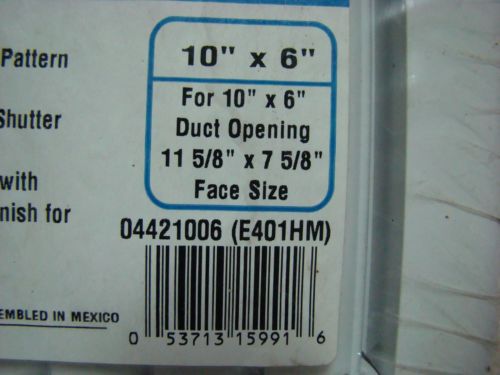 Pattern
Shutter
with
nish for
EMBLED IN MEXICO
10" x 6"
For 10" x 6"
Duct Opening
11 5/8" x 7 5/8"
Face Size
04421006 (E401HM)
0 53713 15991 6